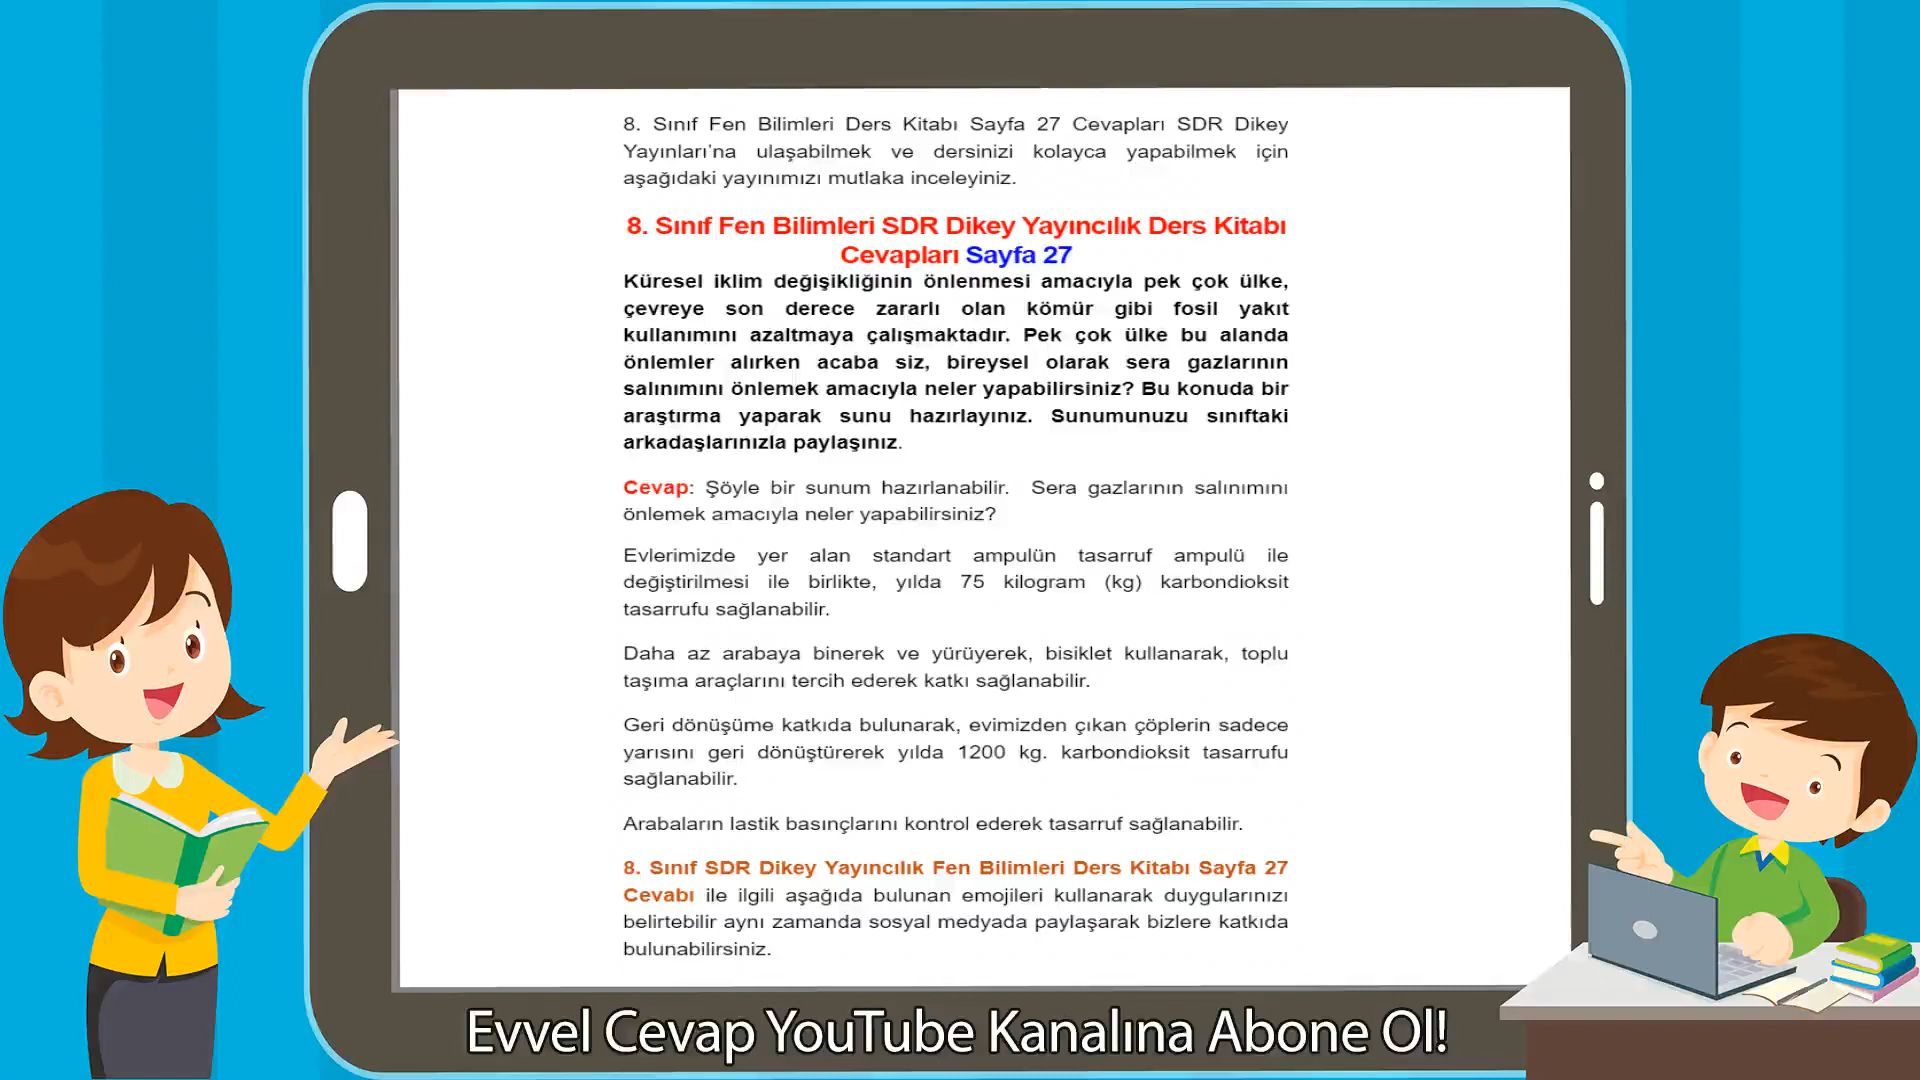 8. Sınıf Fen Bilimleri Ders Kitabı Sayfa 27 Cevapları SDR Dikey
Yayınları'na ulaşabilmek ve dersinizi kolayca yapabilmek için
aşağıdaki yayınımızı mutlaka inceleyiniz.
8. Sınıf Fen Bilimleri SDR Dikey Yayıncılık Ders Kitabı
Cevapları Sayfa 27
Küresel iklim değişikliğinin önlenmesi amacıyla pek çok ülke,
çevreye son derece zararlı olan kömür gibi fosil yakıt
kullanımını azaltmaya çalışmaktadır. Pek çok ülke bu alanda
önlemler alırken acaba siz, bireysel olarak sera gazlarının
salınımını önlemek amacıyla neler yapabilirsiniz? Bu konuda bir
araştırma yaparak sunu hazırlayınız. Sunumunuzu sınıftaki
arkadaşlarınızla paylaşınız.
Cevap: Şöyle bir sunum hazırlanabilir. Sera gazlarının salınımını
önlemek amacıyla neler yapabilirsiniz?
Evlerimizde yer alan standart ampulün tasarruf ampulü ile
değiştirilmesi ile birlikte, yılda 75 kilogram (kg) karbondioksit
tasarrufu sağlanabilir.
Daha az arabaya binerek ve yürüyerek, bisiklet kullanarak, toplu
taşıma araçlarını tercih ederek katkı sağlanabilir.
Geri dönüşüme katkıda bulunarak, evimizden çıkan çöplerin sadece
yarısını geri dönüştürerek yılda 1200 kg. karbondioksit tasarrufu
sağlanabilir.
Arabaların lastik basınçlarını kontrol ederek tasarruf sağlanabilir.
8. Sınıf SDR Dikey Yayıncılık Fen Bilimleri Ders Kitabı Sayfa 27
Cevabı ile ilgili aşağıda bulunan emojileri kullanarak duygularınızı
belirtebilir aynı zamanda sosyal medyada paylaşarak bizlere katkıda
bulunabilirsiniz.
Evvel Cevap YouTube Kanalına Abone Ol!